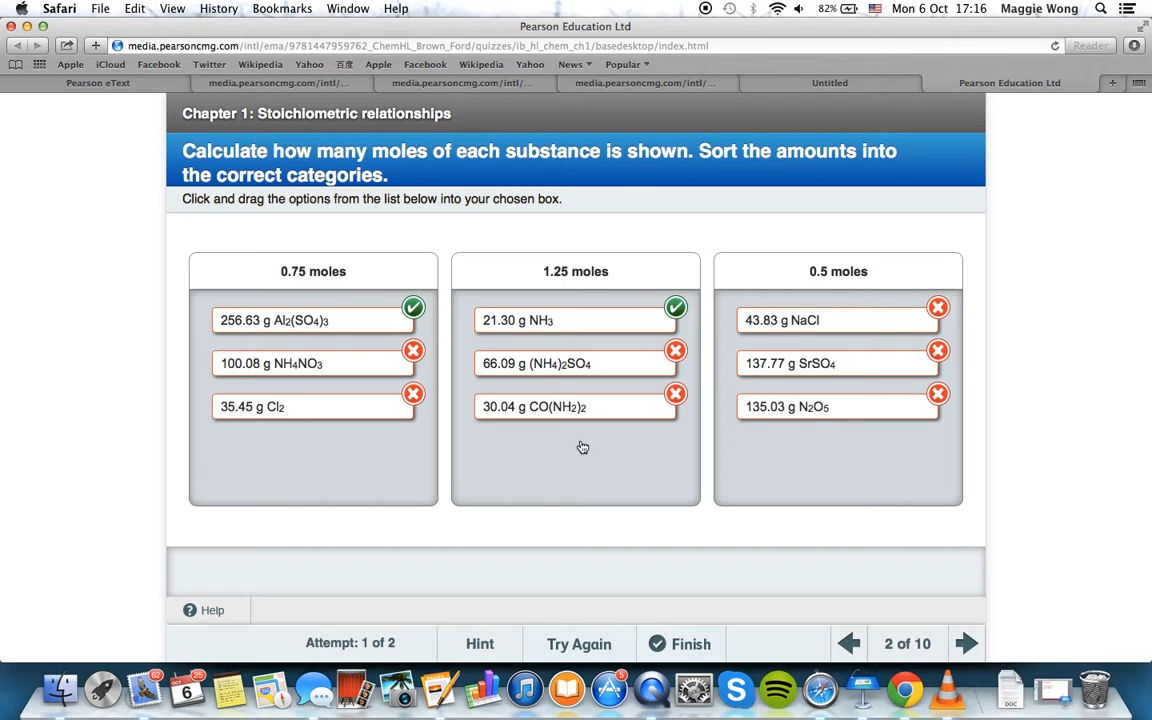 Safari File Edit View History Bookmarks Window Help 82% Mon 6 Oct 17:16 Maggie Wong
Pearson Education Ltd
media.pearsoncmg.com/intl/ema/9781447959762_ChemHL_Brown_Ford/quizzes/ib_hl_chem_ch1/basedesktop/index.html Reader
Apple iCloud Facebook Twitter Wikipedia Yahoo 百度 Apple Facebook Wikipedia Yahoo News Popular
Pearson eText media.pearsoncmg.com/intl/... media.pearsoncmg.com/intl/... media.pearsoncmg.com/intl/... Untitled Pearson Education Ltd
Chapter 1: Stoichiometric relationships
Calculate how many moles of each substance is shown. Sort the amounts into
the correct categories.
Click and drag the options from the list below into your chosen box.
0.75 moles 1.25 moles 0.5 moles
256.63 g Al₂(SO₄)₃ 21.30 g NH₃ 43.83 g NaCl
100.08 g NH₄NO₃ 66.09 g (NH₄)₂SO₄ 137.77 g SrSO₄
35.45 g Cl₂ 30.04 g CO(NH₂)₂ 135.03 g N₂O₅
? Help
Attempt: 1 of 2 Hint Try Again Finish 2 of 10
62 OCT 6 25 5 DOC